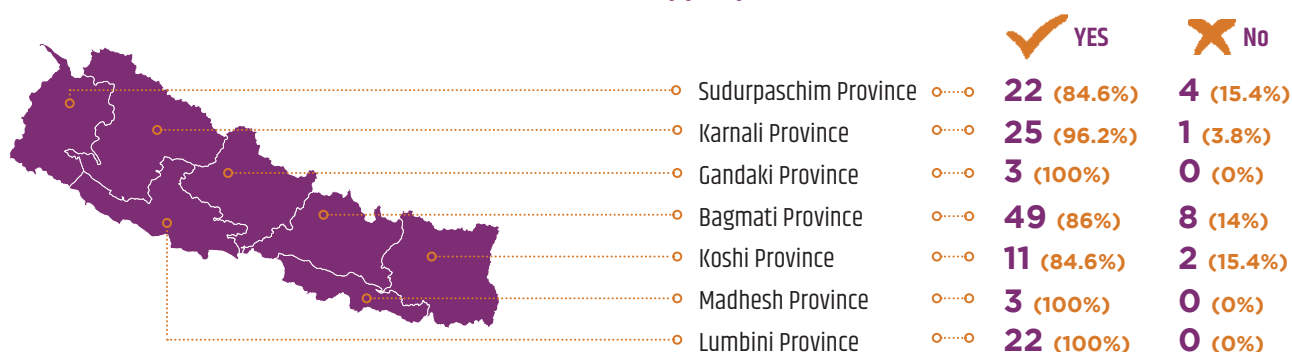 YES No
Sudurpaschim Province 22 (84.6%) 4 (15.4%)
Karnali Province 25 (96.2%) 1 (3.8%)
Gandaki Province 3 (100%) 0 (0%)
Bagmati Province 49 (86%) 8 (14%)
Koshi Province 11 (84.6%) 2 (15.4%)
Madhesh Province 3 (100%) 0 (0%)
Lumbini Province 22 (100%) 0 (0%)